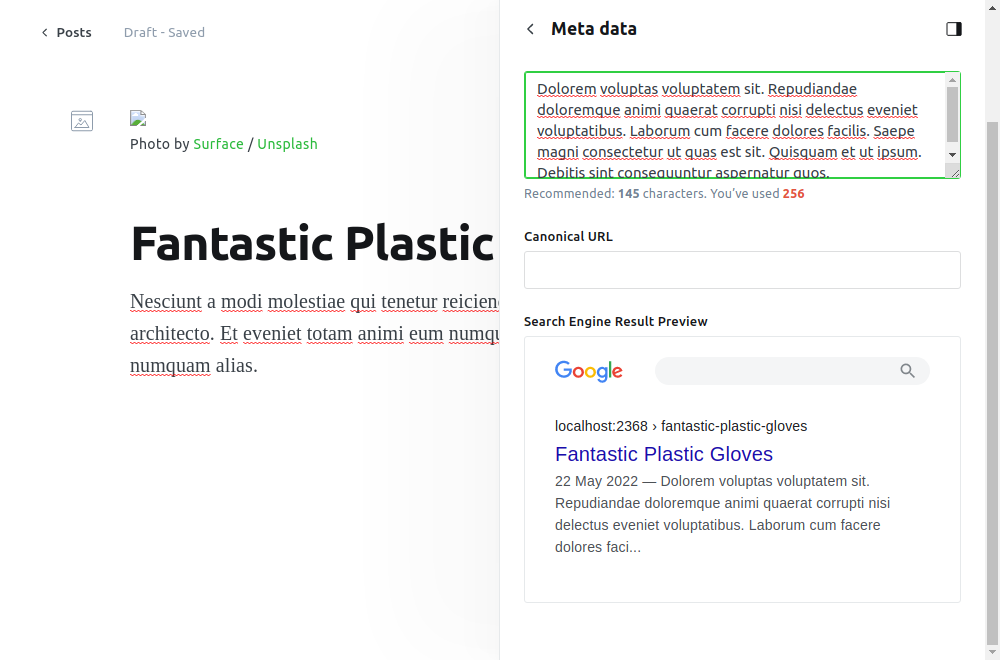 Posts
Draft - Saved
Photo by Surface / Unsplash
Fantastic Plastic
Nesciunt a modi molestiae qui tenetur
architecto. Et eveniet totam animi eum
numquam alias.
Meta data
Dolorem voluptas voluptatem sit. Repudiandae
doloremque animi quaerat corrupti nisi delectus eveniet
voluptatibus. Laborum cum facere dolores facilis. Saepe
magni consectetur ut quas est sit. Quisquam et ut ipsum.
Debitis sint consequuntur aspernatur quos.
Recommended: 145 characters. You've used 256
Canonical URL
Search Engine Result Preview
Google
localhost:2368 › fantastic-plastic-gloves
Fantastic Plastic Gloves
22 May 2022 — Dolorem voluptas voluptatem sit.
Repudiandae doloremque animi quaerat corrupti nisi
delectus eveniet voluptatibus. Laborum cum facere
dolores faci...